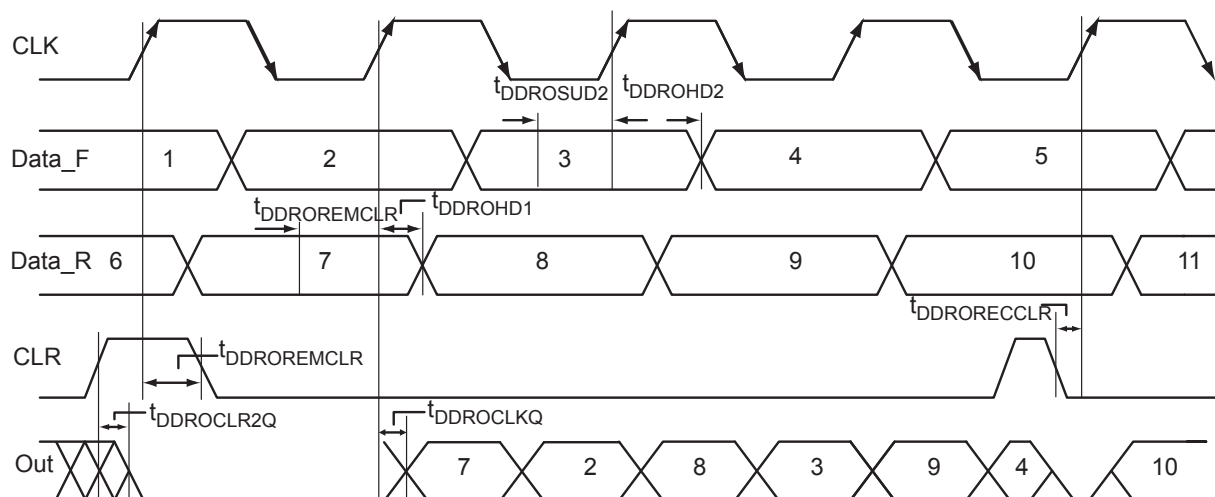 CLK
tDDROSUD2 tDDROHD2
Data_F 1 2 3 4 5
tDDROREMCLR tDDROHD1
Data_R 6 7 8 9 10 11
tDDRORECCLR
CLR tDDROREMCLR
tDDROCLR2Q tDDROCLKQ
Out 7 2 8 3 9 4 10